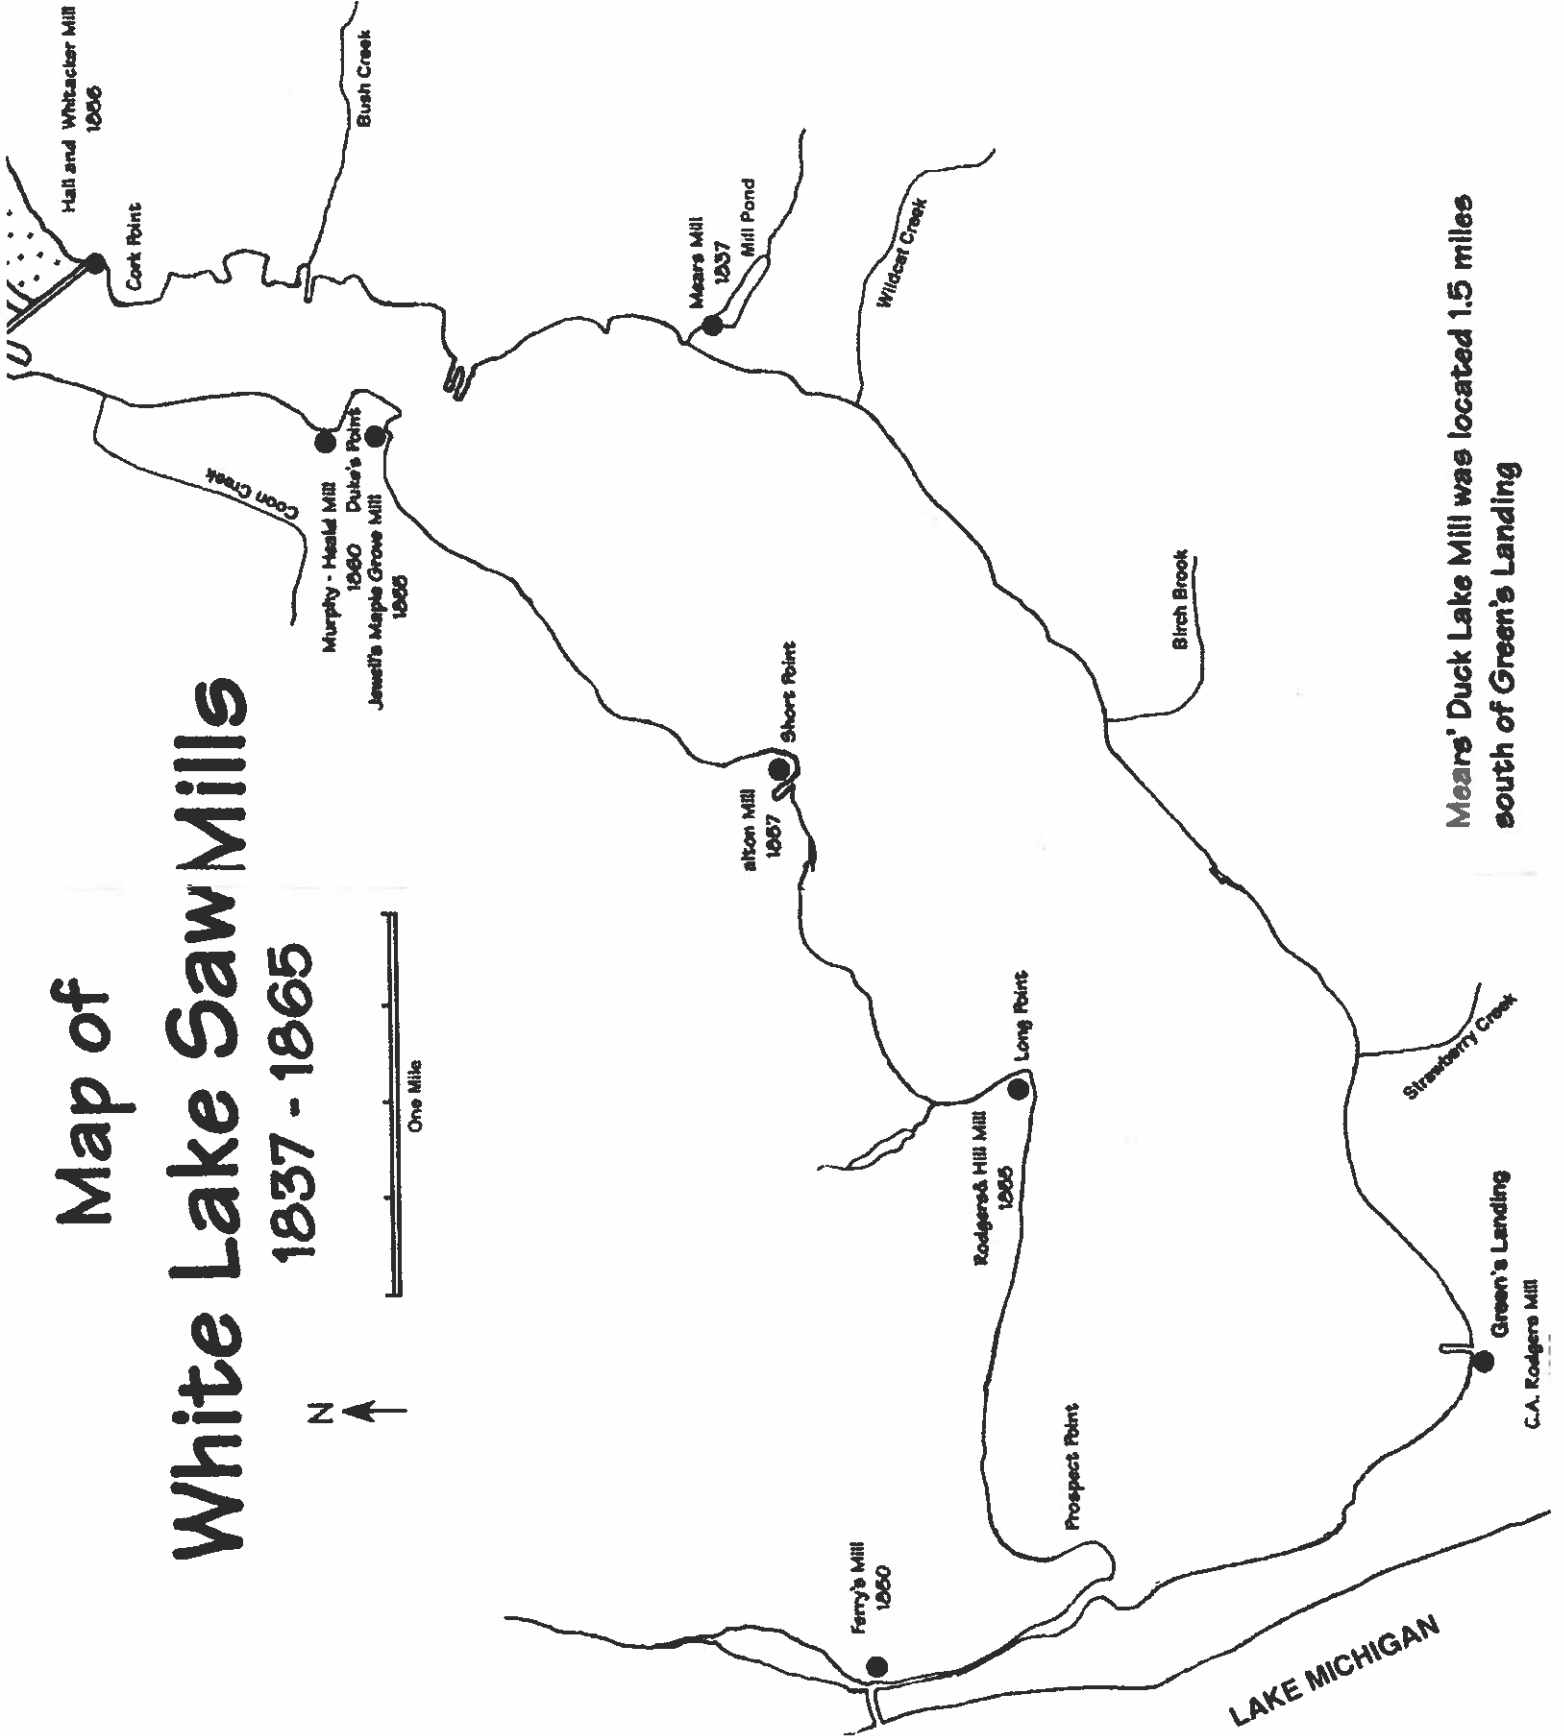 Map of
White Lake Saw Mills
1837 - 1865
N
One Mile
Hall and Whitacker Mill
1856
Cork Point
Bush Creek
Coon Creek
Murphy - Heald Mill
1860
Duke's Point
Jewell's Maple Grove Mill
1865
Mears Mill
1837
Mill Pond
Wildcat Creek
alton Mill
1857
Short Point
Birch Brook
Rodgers& Hill Mill
1865
Long Point
Strawberry Creek
Ferry's Mill
1850
Prospect Point
Green's Landing
C.A. Rodgers Mill
LAKE MICHIGAN
Mears' Duck Lake Mill was located 1.5 miles
south of Green's Landing